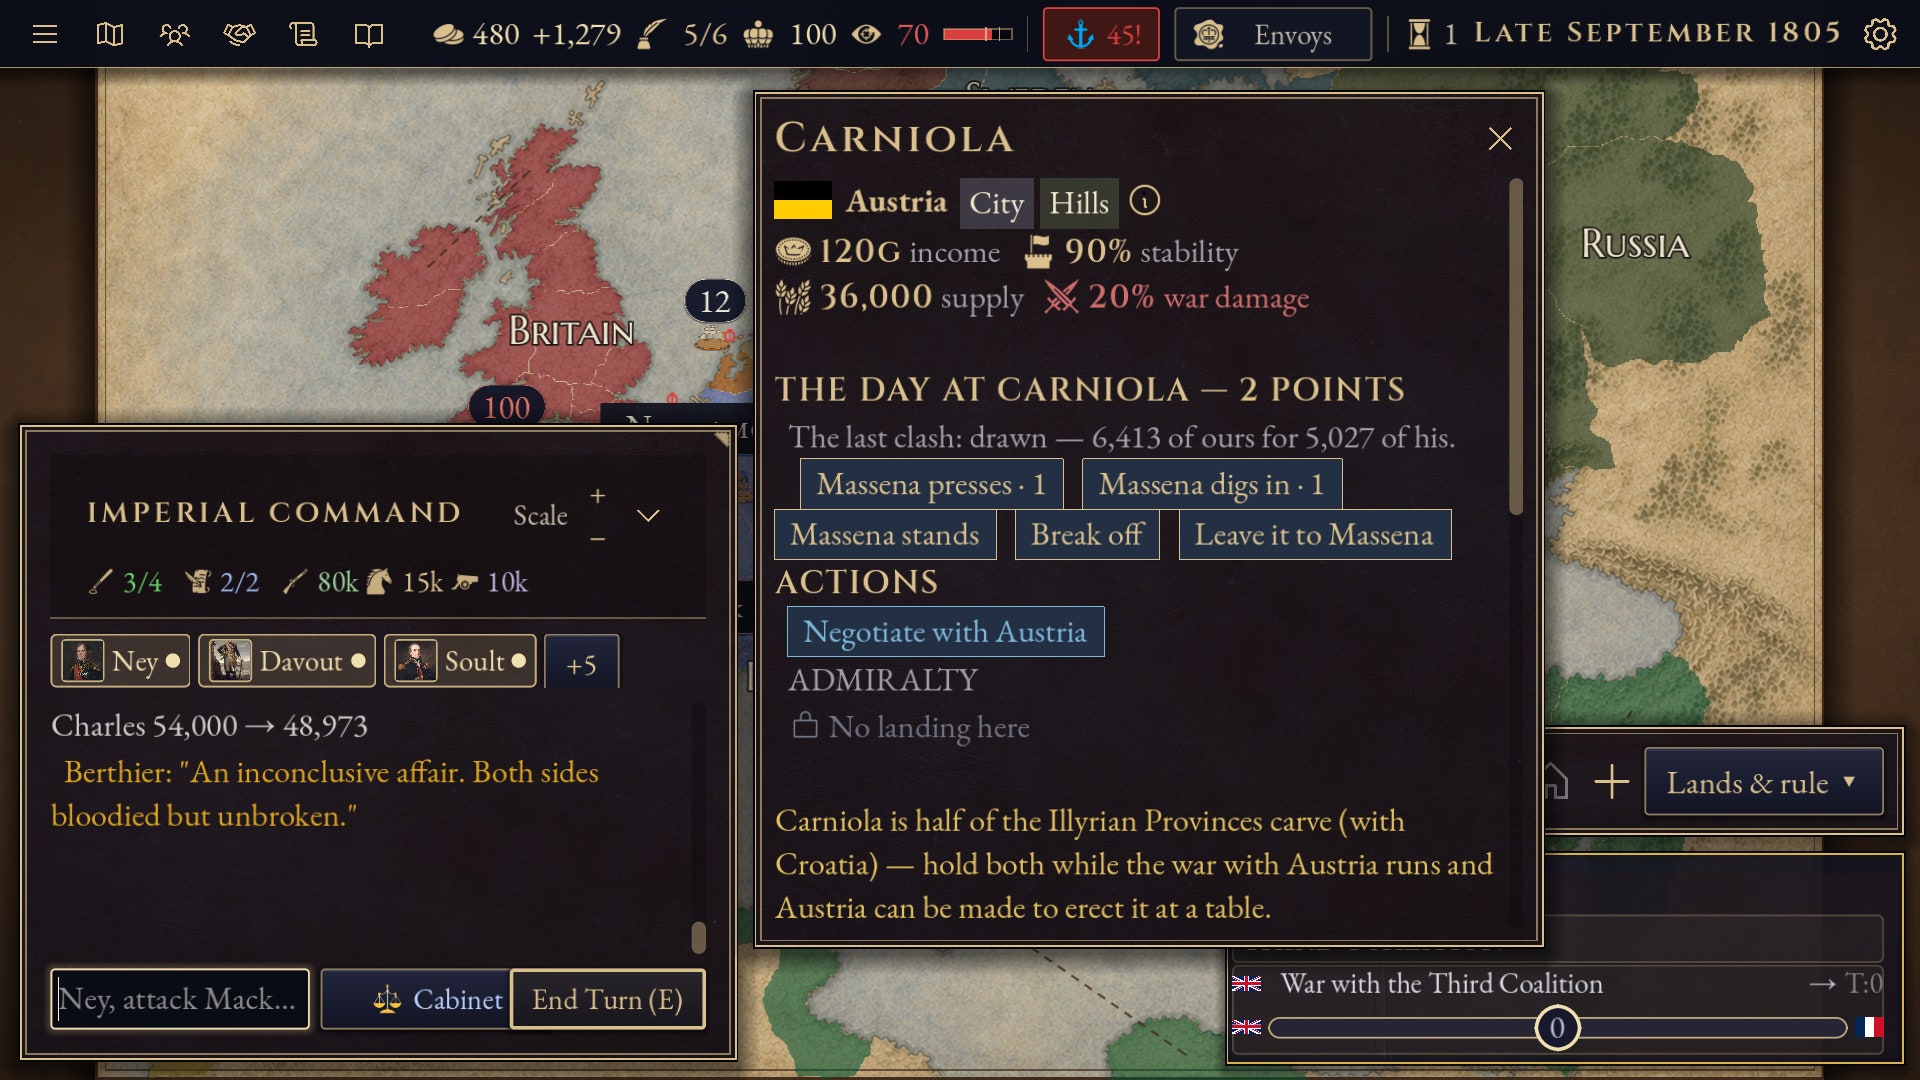 480 +1,279 5/6 100 70 45! Envoys 1 Late September 1805
Britain
12
100
Russia
Carniola
Austria City Hills
120G income 90% stability
36,000 supply 20% war damage
The Day at Carniola — 2 points
The last clash: drawn — 6,413 of ours for 5,027 of his.
Massena presses · 1 Massena digs in · 1
Massena stands Break off Leave it to Massena
Actions
Negotiate with Austria
ADMIRALTY
No landing here
Carniola is half of the Illyrian Provinces carve (with
Croatia) — hold both while the war with Austria runs and
Austria can be made to erect it at a table.
Imperial Command Scale + −
3/4 2/2 80k 15k 10k
Ney Davout Soult +5
Charles 54,000 → 48,973
Berthier: "An inconclusive affair. Both sides
bloodied but unbroken."
Ney, attack Mack... Cabinet End Turn (E)
Lands & rule ▼
War with the Third Coalition → T:0
0